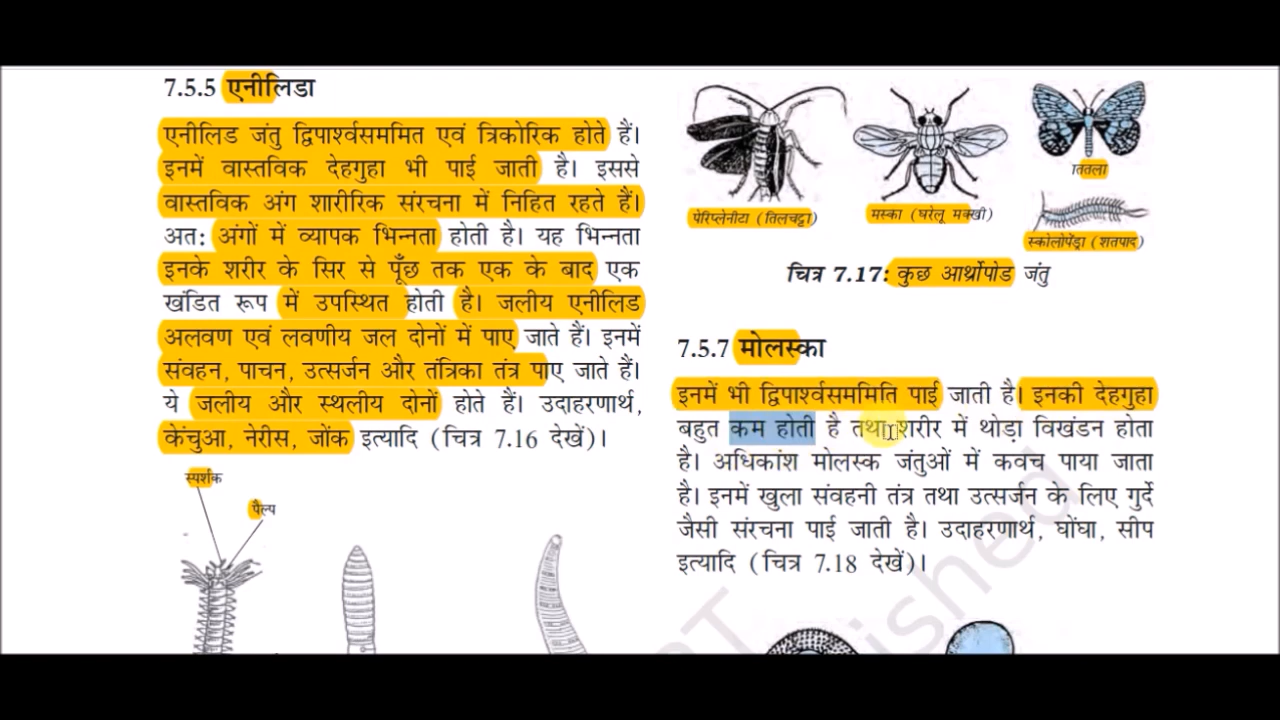 7.5.5 एनीलिडा
एनीलिड जंतु द्विपार्श्वसममित एवं त्रिकोरिक होते हैं।
इनमें वास्तविक देहगुहा भी पाई जाती है। इससे
वास्तविक अंग शारीरिक संरचना में निहित रहते हैं।
अत: अंगों में व्यापक भिन्नता होती है। यह भिन्नता
इनके शरीर के सिर से पूँछ तक एक के बाद एक
खंडित रूप में उपस्थित होती है। जलीय एनीलिड
अलवण एवं लवणीय जल दोनों में पाए जाते हैं। इनमें
संवहन, पाचन, उत्सर्जन और तंत्रिका तंत्र पाए जाते हैं।
ये जलीय और स्थलीय दोनों होते हैं। उदाहरणार्थ,
केंचुआ, नेरीस, जोंक इत्यादि (चित्र 7.16 देखें)।
स्पर्शक
पैल्प
पेरिप्लेनीटा (तिलचट्टा)
मस्का (घरेलू मक्खी)
तितली
स्कोलोपेंड्रा (शतपाद)
चित्र 7.17: कुछ आर्थ्रोपोड जंतु
7.5.7 मोलस्का
इनमें भी द्विपार्श्वसममिति पाई जाती है। इनकी देहगुहा
बहुत कम होती है तथा शरीर में थोड़ा विखंडन होता
है। अधिकांश मोलस्क जंतुओं में कवच पाया जाता
है। इनमें खुला संवहनी तंत्र तथा उत्सर्जन के लिए गुर्दे
जैसी संरचना पाई जाती है। उदाहरणार्थ, घोंघा, सीप
इत्यादि (चित्र 7.18 देखें)।